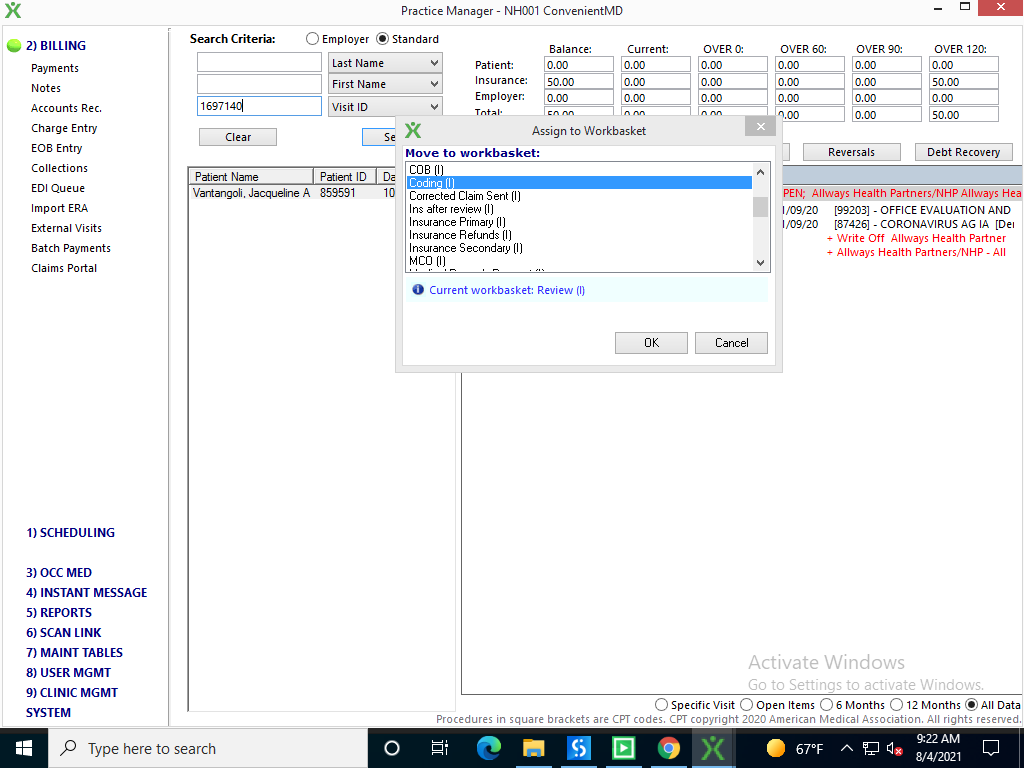 Practice Manager - NH001 ConvenientMD
2) BILLING
Payments
Notes
Accounts Rec.
Charge Entry
EOB Entry
Collections
EDI Queue
Import ERA
External Visits
Batch Payments
Claims Portal
1) SCHEDULING
3) OCC MED
4) INSTANT MESSAGE
5) REPORTS
6) SCAN LINK
7) MAINT TABLES
8) USER MGMT
9) CLINIC MGMT
SYSTEM
Search Criteria: Employer Standard
Last Name
First Name
1697140 Visit ID
Clear Se
Balance: Current: OVER 0: OVER 60: OVER 90: OVER 120:
Patient: 0.00 0.00 0.00 0.00 0.00 0.00
Insurance: 50.00 0.00 0.00 0.00 0.00 50.00
Employer: 0.00 0.00 0.00 0.00 0.00 0.00
Total: 50.00 0.00 0.00 0.00 0.00 50.00
Reversals Debt Recovery
Patient Name Patient ID Da
Vantangoli, Jacqueline A 859591 10
Assign to Workbasket
Move to workbasket:
COB (I)
Coding (I)
Corrected Claim Sent (I)
Ins after review (I)
Insurance Primary (I)
Insurance Refunds (I)
Insurance Secondary (I)
MCO (I)
Current workbasket: Review (I)
OK Cancel
PEN; Allways Health Partners/NHP Allways Hea
/09/20 [99203] - OFFICE EVALUATION AND
/09/20 [87426] - CORONAVIRUS AG IA [Der
+ Write Off Allways Health Partner
+ Allways Health Partners/NHP - All
Activate Windows
Go to Settings to activate Windows.
Specific Visit Open Items 6 Months 12 Months All Data
Procedures in square brackets are CPT codes. CPT copyright 2020 American Medical Association. All rights reserved.
Type here to search
67°F
9:22 AM
8/4/2021